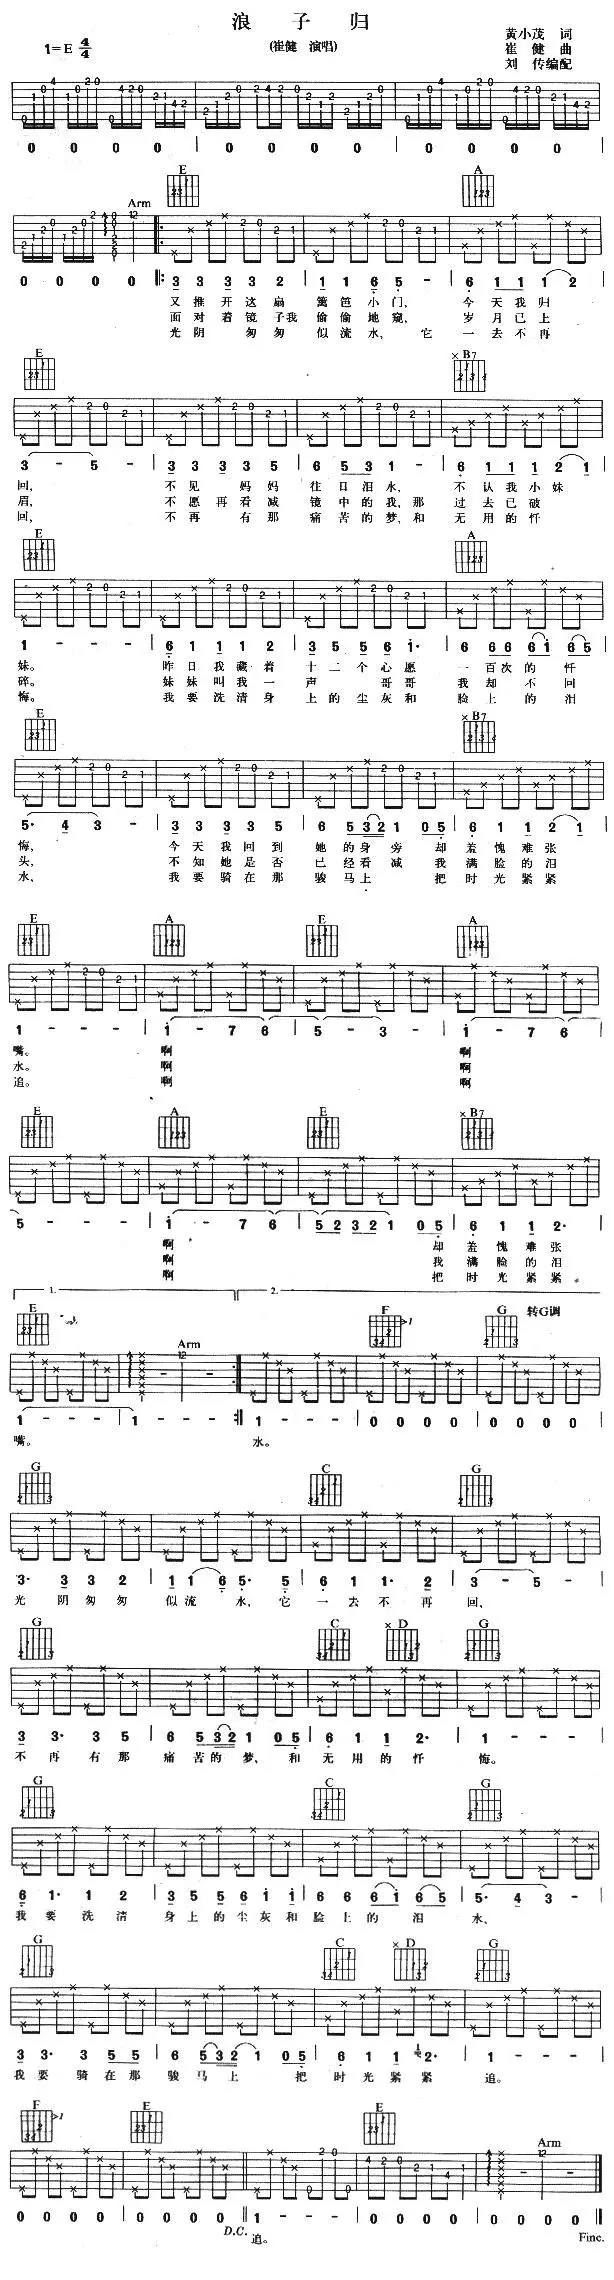 浪子归
1=E 4/4
(崔健 演唱)
黄小茂 词
崔健 曲
刘传编配
0 0 0 0 0 0 0 0 0 0 0 0
Arm
E A
0 0 0 0 3 3 3 3 2 1 1 6 5 - 6 1 1 1 2
又推开这扇 篱笆小门, 今天我归
面对着镜子我 偷偷地窥, 岁月已上
光阴匆匆 似流水, 它 一去不再
E B7
3 - 5 - 3 3 3 3 5 6 5 5 1 - 6 1 1 1 2 1
回, 不见妈妈 往日泪水, 不认我小妹
眉, 不愿再看减 镜中的我, 那 过去已破
回, 不再有那 痛苦的梦, 和 无用的忏
E A
1 - - - 6 1 1 1 2 3 5 5 6 1· 6 6 6 6 1 6 5
妹。 昨日我藏着 十二个心愿 一百次的忏
碎。 妹妹叫我一 声哥哥 我却不回
悔。 我要洗清身 上的尘灰和 脸上的泪
E B7
5· 4 3 - 3 3 3 3 5 6 5 3 2 1 0 5 6 1 1 2 1
悔, 今天我回到 她的身旁 却羞愧难张
头, 不知她是否 已经看减 我满脸的泪
水, 我要骑在那 骏马上 把时光紧紧
E A E A
1 - - - 1 - 7 6 5 - 3 - 1 - 7 6
嘴。 啊 啊
水。 啊 啊
追。 啊 啊
E A E B7
5 - - - 1 - 7 6 5 2 3 2 1 0 5 6 1 1 2·
啊 却羞愧难张
啊 我满脸的泪
啊 把时光紧紧
1. 2.
E Arm F G 转G调
1 - - - 1 - - - 1 - - - 0 0 0 0 0 0 0 0
嘴。 水。
G C G
3· 3 3 2 1 1 6 5· 5 6 1 1· 2 3 - 5 -
光阴匆匆 似流水, 它 一去不再 回,
G C D G
3 3· 3 5 6 5 3 2 1 0 5 6 1 1 2· 1 - - -
不再有那 痛苦的梦, 和 无用的忏 悔。
G C G
6 1· 1 2 3 5 5 6 1 1 6 6 6 1 6 5 5· 4 3 -
我要洗清 身上的尘灰和 脸上的泪 水,
G C D G
3 3· 3 5 5 6 5 3 2 1 0 5 6 1 1 2· 1 - - -
我要骑在那 骏马上 把时光紧紧 追。
F E E Arm
0 0 0 0 0 0 0 0 1 - - - 0 0 0 0 0 0 0 0
D.C. 追。 Fine.